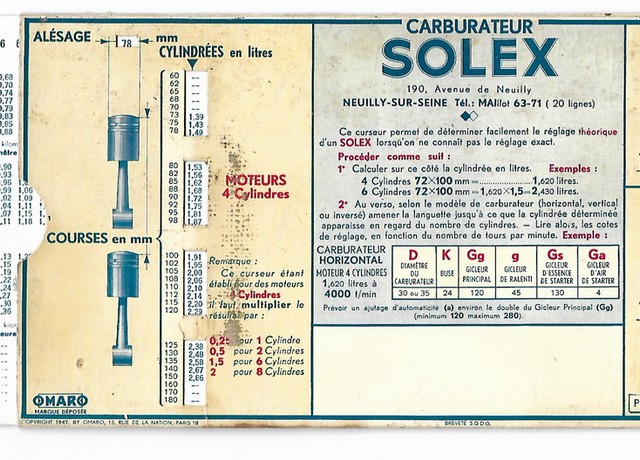 ALÉSAGE 78 mm
CYLINDRÉES en litres
60 --
62 --
65 --
68 --
70 --
73 1,39
75 1,43
78 1,49
80 1,53
82 1,56
85 1,62
88 1,68
90 1,72
92 1,75
95 1,81
98 1,87
MOTEURS
4 Cylindres
COURSES en mm
100 1,91
102 1,95
105 2,00
108 2,06
110 2,10
112 2,14
115 2,20
120 2,29
Remarque :
Ce curseur étant
établi pour des moteurs
4 Cylindres
il faut multiplier le
résultat par :
0,25 pour 1 Cylindre
0,5 pour 2 Cylindres
1,5 pour 6 Cylindres
2 pour 8 Cylindres
125 2,38
130 2,48
135 2,58
140 2,67
150 2,86
160 --
170 --
180 --
OMARO
MARQUE DÉPOSÉE
COPYRIGHT 1947. BY OMARO, 13, RUE DE LA NATION, PARIS 18
CARBURATEUR
SOLEX
190, Avenue de Neuilly
NEUILLY-SUR-SEINE Tél.: MAIllot 63-71 (20 lignes)
Ce curseur permet de déterminer facilement le réglage théorique
d'un SOLEX lorsqu'on ne connaît pas le réglage exact.
Procéder comme suit :
1° Calculer sur ce côté la cylindrée en litres. Exemples :
4 Cylindres 72×100 mm = 1,620 litres.
6 Cylindres 72×100 mm = 1,620×1,5=2,430 litres.
2° Au verso, selon le modèle de carburateur (horizontal, vertical
ou inversé) amener la languette jusqu'à ce que la cylindrée déterminée
apparaisse en regard du nombre de cylindres. – Lire alors, les cotes
de réglage, en fonction du nombre de tours par minute. Exemple :
CARBURATEUR
HORIZONTAL
MOTEUR 4 CYLINDRES
1,620 litres à
4000 t/min
D K Gg g Gs Ga
DIAMÈTRE DU CARBURATEUR BUSE GICLEUR PRINCIPAL GICLEUR DE RALENTI GICLEUR D'ESSENCE DE STARTER GICLEUR D'AIR DE STARTER
30 ou 35 24 120 45 130 4
Prévoir un ajutage d'automaticité (a) environ le double du Gicleur Principal (Gg)
(minimum 120 maximum 280).
BREVETÉ S.G.D.G.